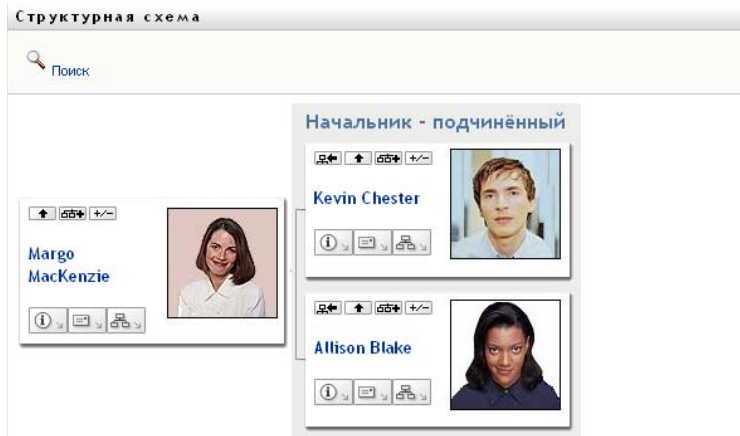 Структурная схема
Поиск
Начальник - подчинённый
+/-
Kevin Chester
+/-
Margo
MacKenzie
+/-
Allison Blake